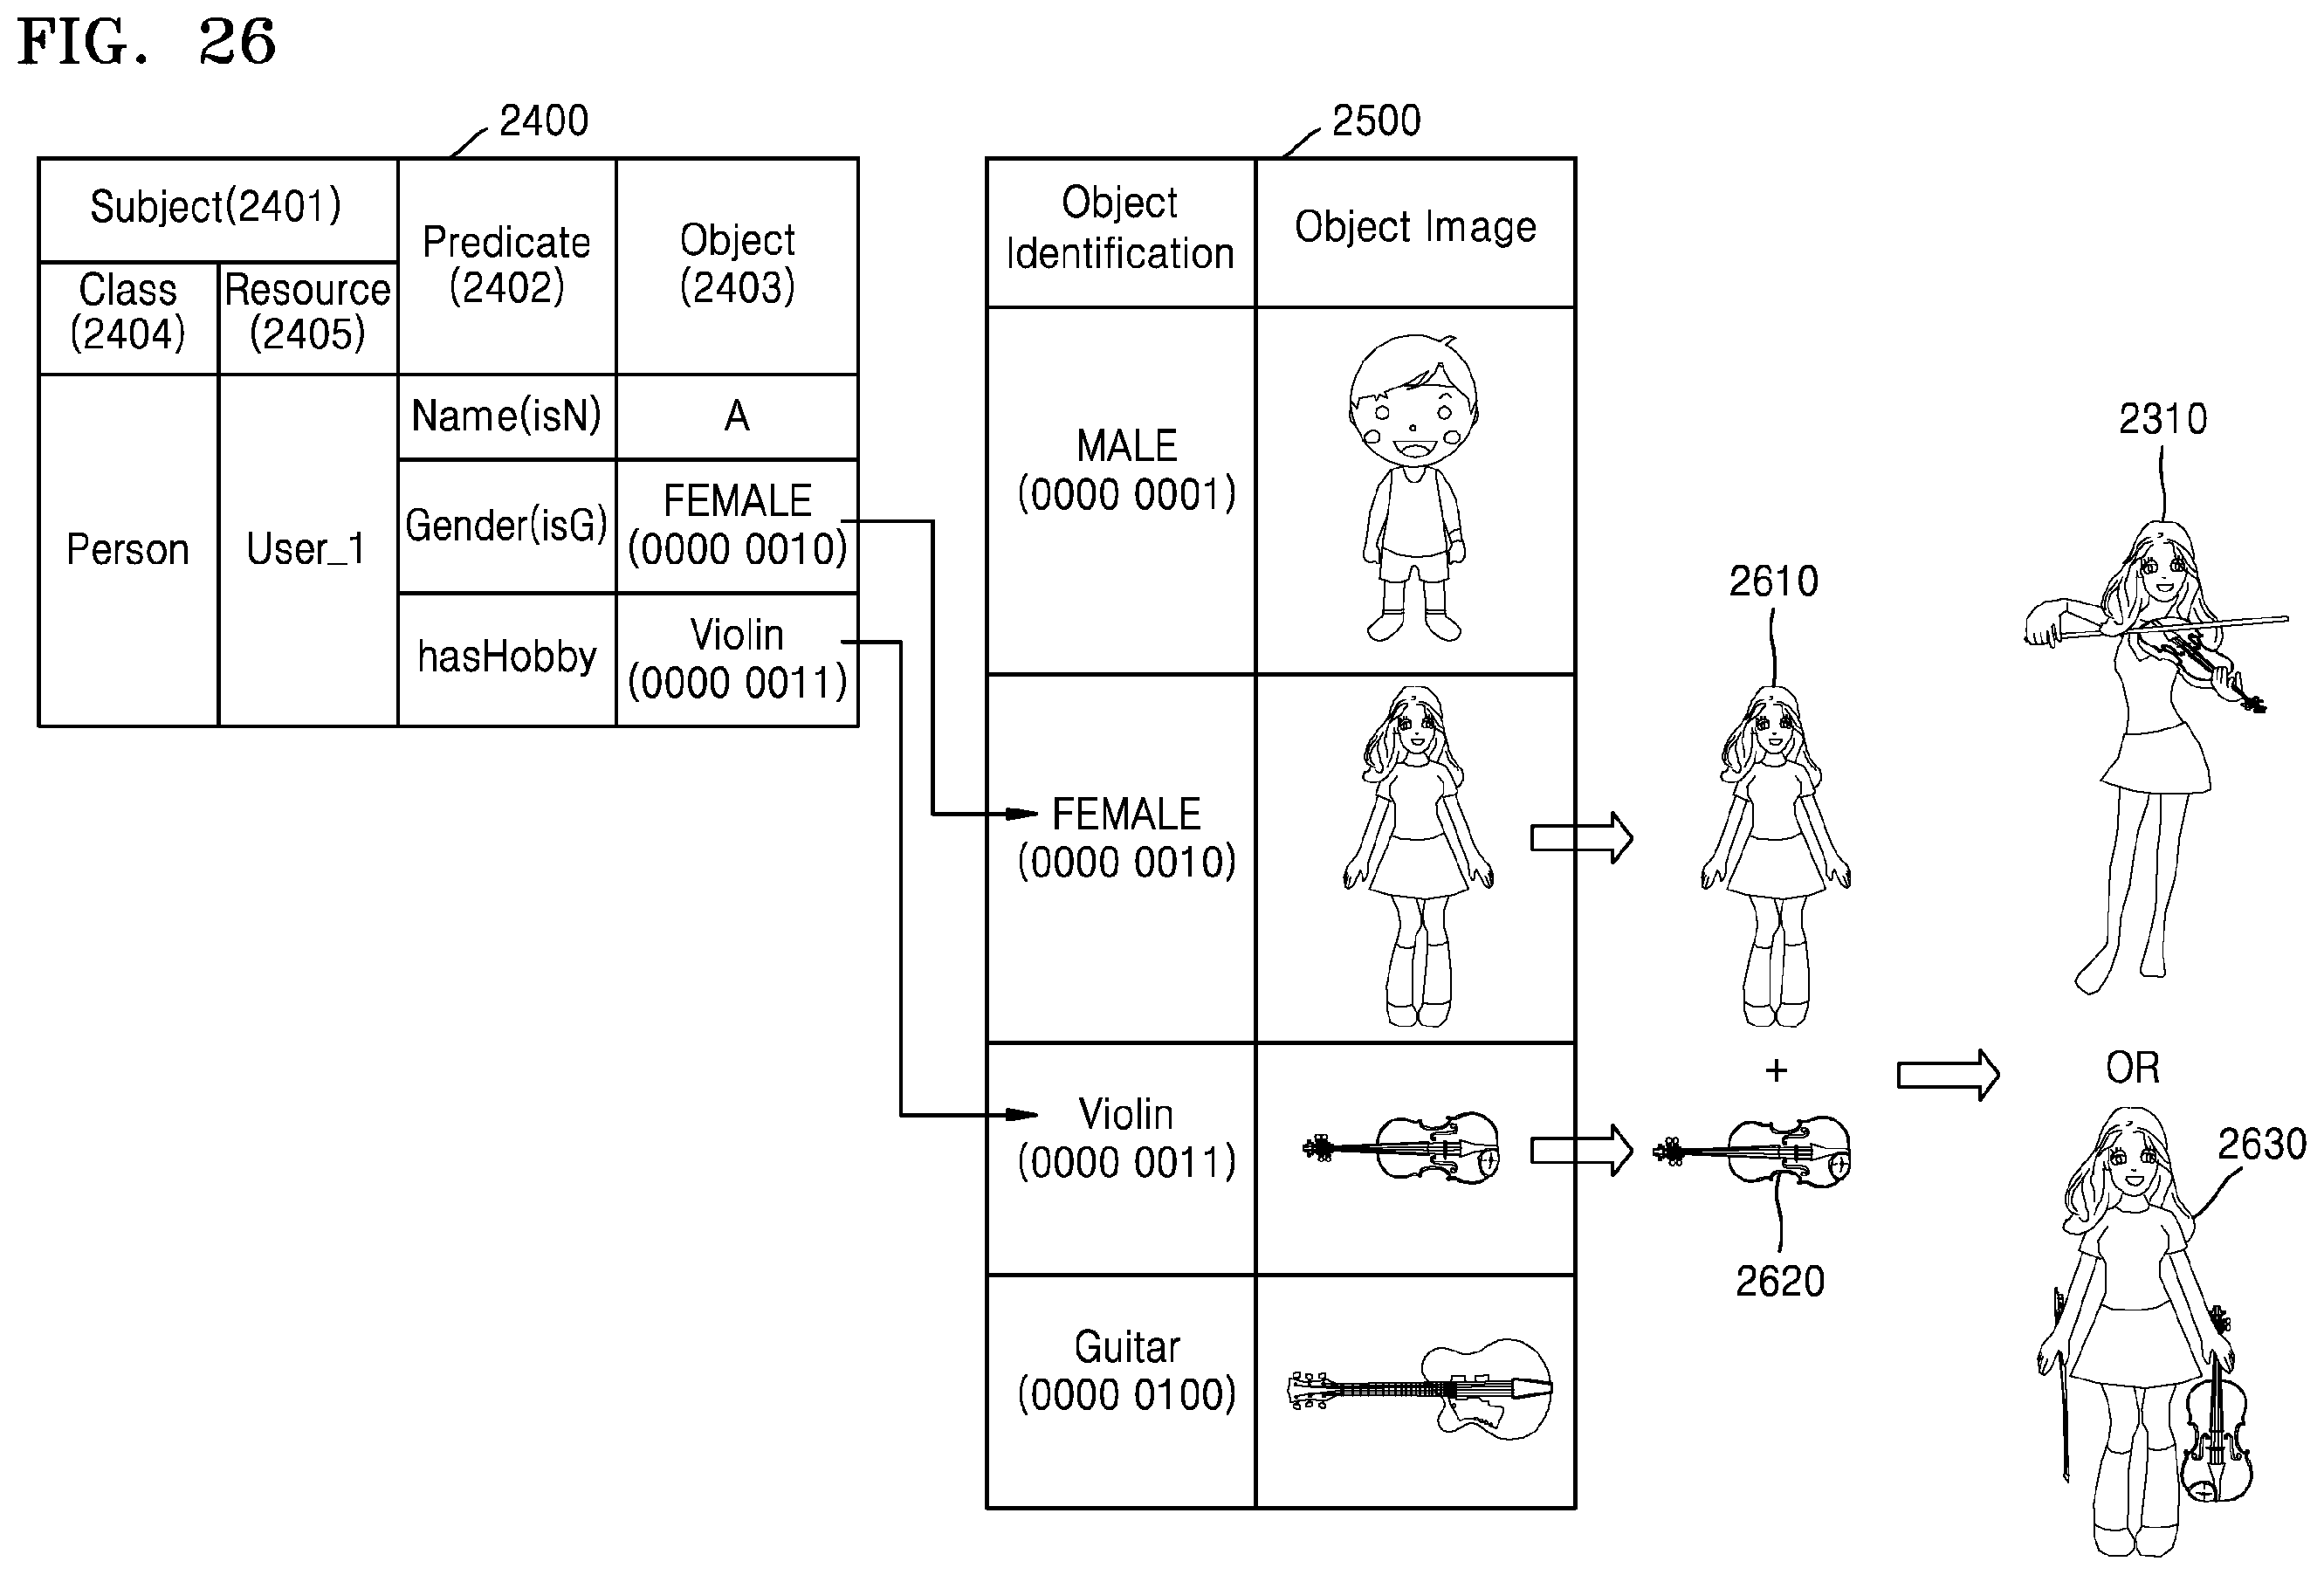 FIG. 26
2400
Subject(2401)
Predicate
(2402)
Object
(2403)
Class
(2404)
Resource
(2405)
Person
User_1
Name(isN)
A
Gender(isG)
FEMALE
(0000 0010)
hasHobby
Violin
(0000 0011)
2500
Object
Identification
Object Image
MALE
(0000 0001)
FEMALE
(0000 0010)
Violin
(0000 0011)
Guitar
(0000 0100)
2610
+
2620
2310
OR
2630